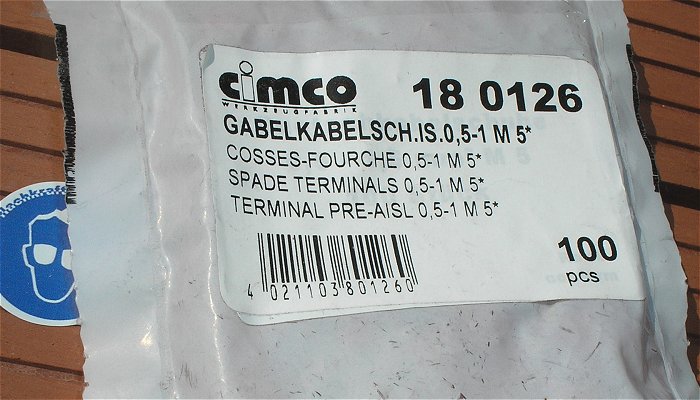 cimco
WERKZEUGFABRIK
18 0126
GABELKABELSCH.IS.0,5-1 M 5*
COSSES-FOURCHE 0,5-1 M 5*
SPADE TERMINALS 0,5-1 M 5*
TERMINAL PRE-AISL 0,5-1 M 5*
4 021103 801260
100
pcs